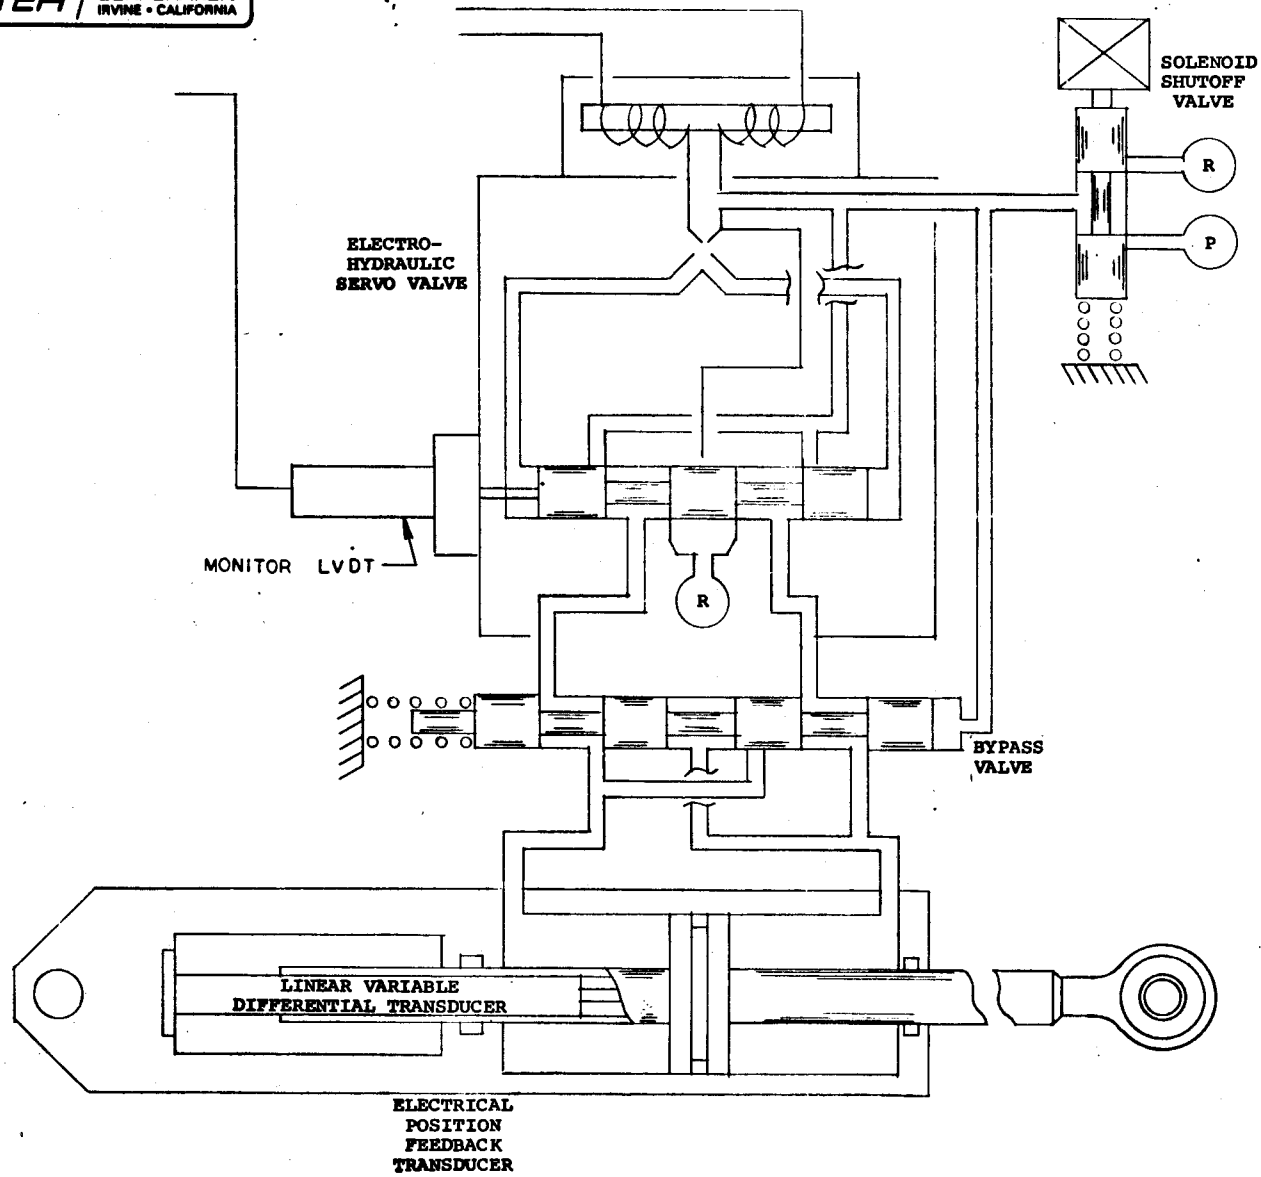 IRVINE • CALIFORNIA
SOLENOID
SHUTOFF
VALVE
R
P
ELECTRO-
HYDRAULIC
SERVO VALVE
MONITOR LVDT
R
BYPASS
VALVE
LINEAR VARIABLE
DIFFERENTIAL TRANSDUCER
ELECTRICAL
POSITION
FEEDBACK
TRANSDUCER